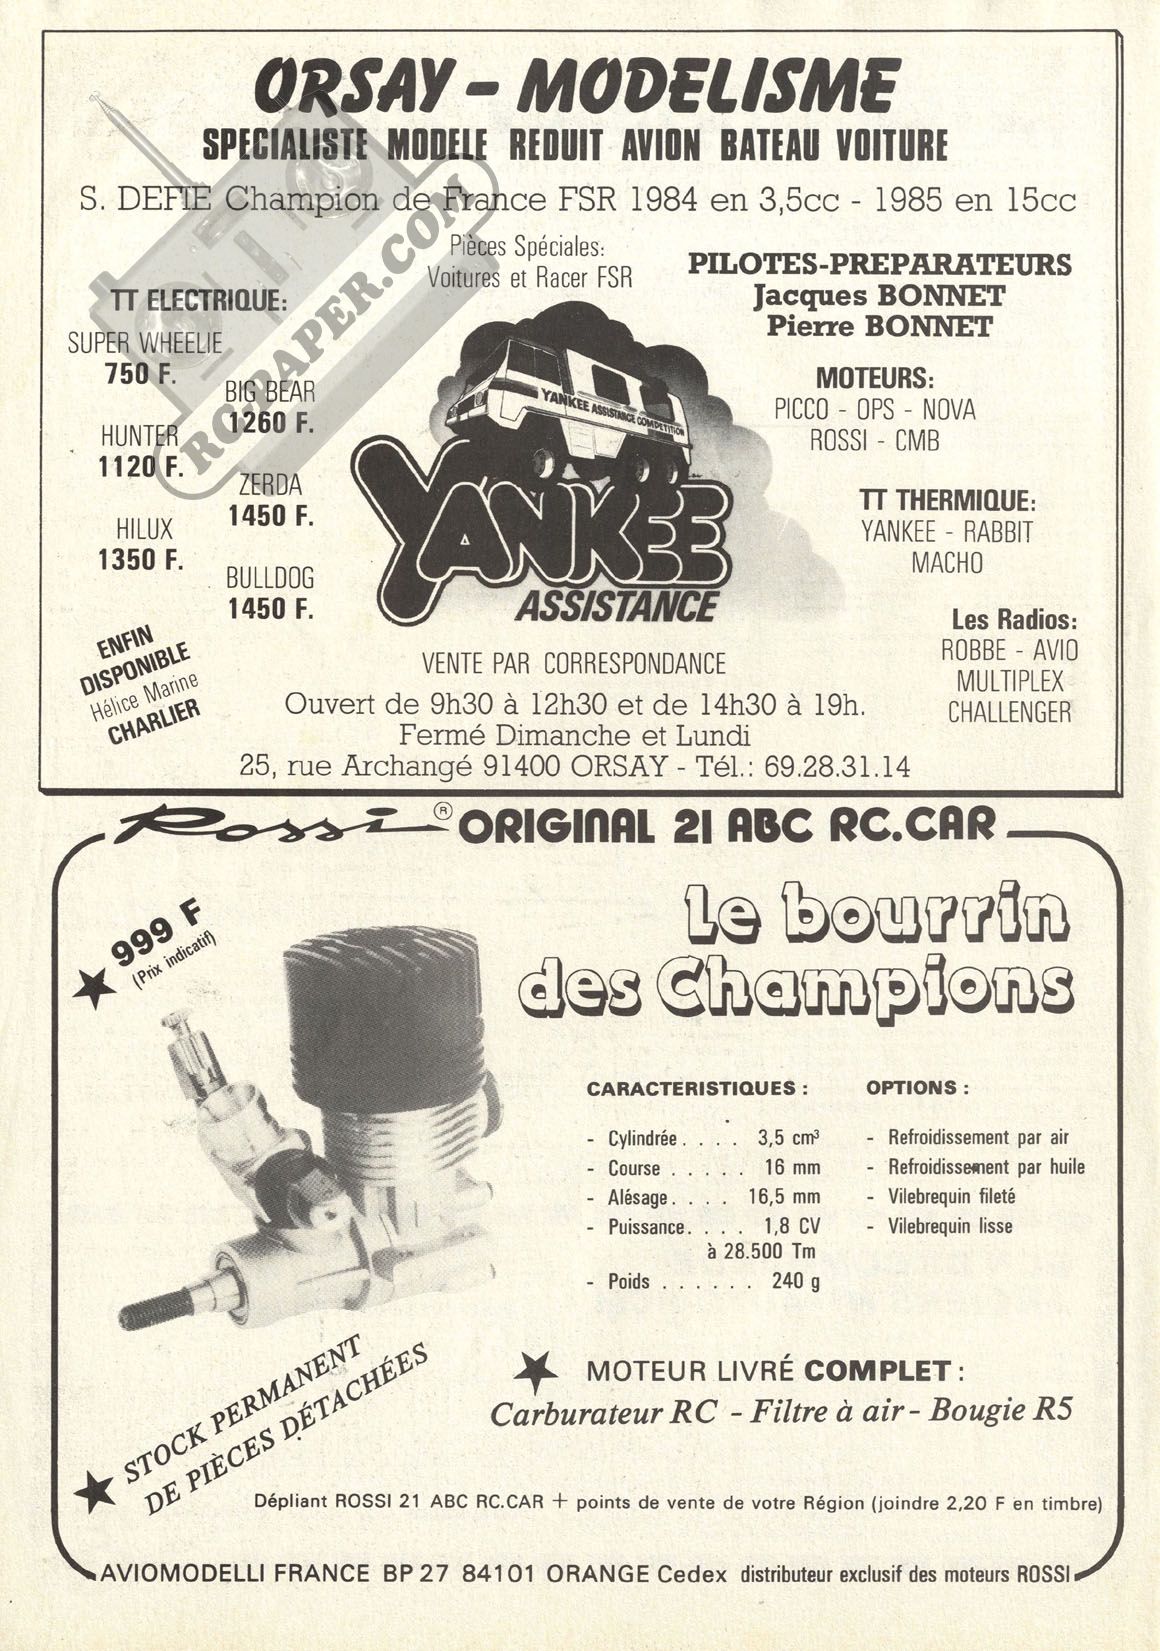 ORSAY - MODELISME
SPECIALISTE MODELE REDUIT AVION BATEAU VOITURE
S. DEFIE Champion de France FSR 1984 en 3,5cc - 1985 en 15cc
Pièces Spéciales:
Voitures et Racer FSR
PILOTES-PREPARATEURS
Jacques BONNET
Pierre BONNET
TT ELECTRIQUE:
SUPER WHEELIE
750 F.
BIG BEAR
1260 F.
HUNTER
1120 F.
ZERDA
1450 F.
HILUX
1350 F.
BULLDOG
1450 F.
RC-PAPER.COM
YANKEE ASSISTANCE COMPETITION
YANKEE
ASSISTANCE
MOTEURS:
PICCO - OPS - NOVA
ROSSI - CMB
TT THERMIQUE:
YANKEE - RABBIT
MACHO
Les Radios:
ROBBE - AVIO
MULTIPLEX
CHALLENGER
ENFIN
DISPONIBLE
Hélice Marine
CHARLIER
VENTE PAR CORRESPONDANCE
Ouvert de 9h30 à 12h30 et de 14h30 à 19h.
Fermé Dimanche et Lundi
25, rue Archangé 91400 ORSAY - Tél.: 69.28.31.14
Rossi ® ORIGINAL 21 ABC RC.CAR
999 F
(Prix indicatif)
Le bourrin
des Champions
CARACTERISTIQUES :
- Cylindrée . . . . 3,5 cm³
- Course . . . . . 16 mm
- Alésage . . . . 16,5 mm
- Puissance. . . . 1,8 CV
à 28.500 Tm
- Poids . . . . . . 240 g
OPTIONS :
- Refroidissement par air
- Refroidissement par huile
- Vilebrequin fileté
- Vilebrequin lisse
STOCK PERMANENT
DE PIÈCES DÉTACHÉES
MOTEUR LIVRÉ COMPLET :
Carburateur RC - Filtre à air - Bougie R5
Dépliant ROSSI 21 ABC RC.CAR + points de vente de votre Région (joindre 2,20 F en timbre)
AVIOMODELLI FRANCE BP 27 84101 ORANGE Cedex distributeur exclusif des moteurs ROSSI